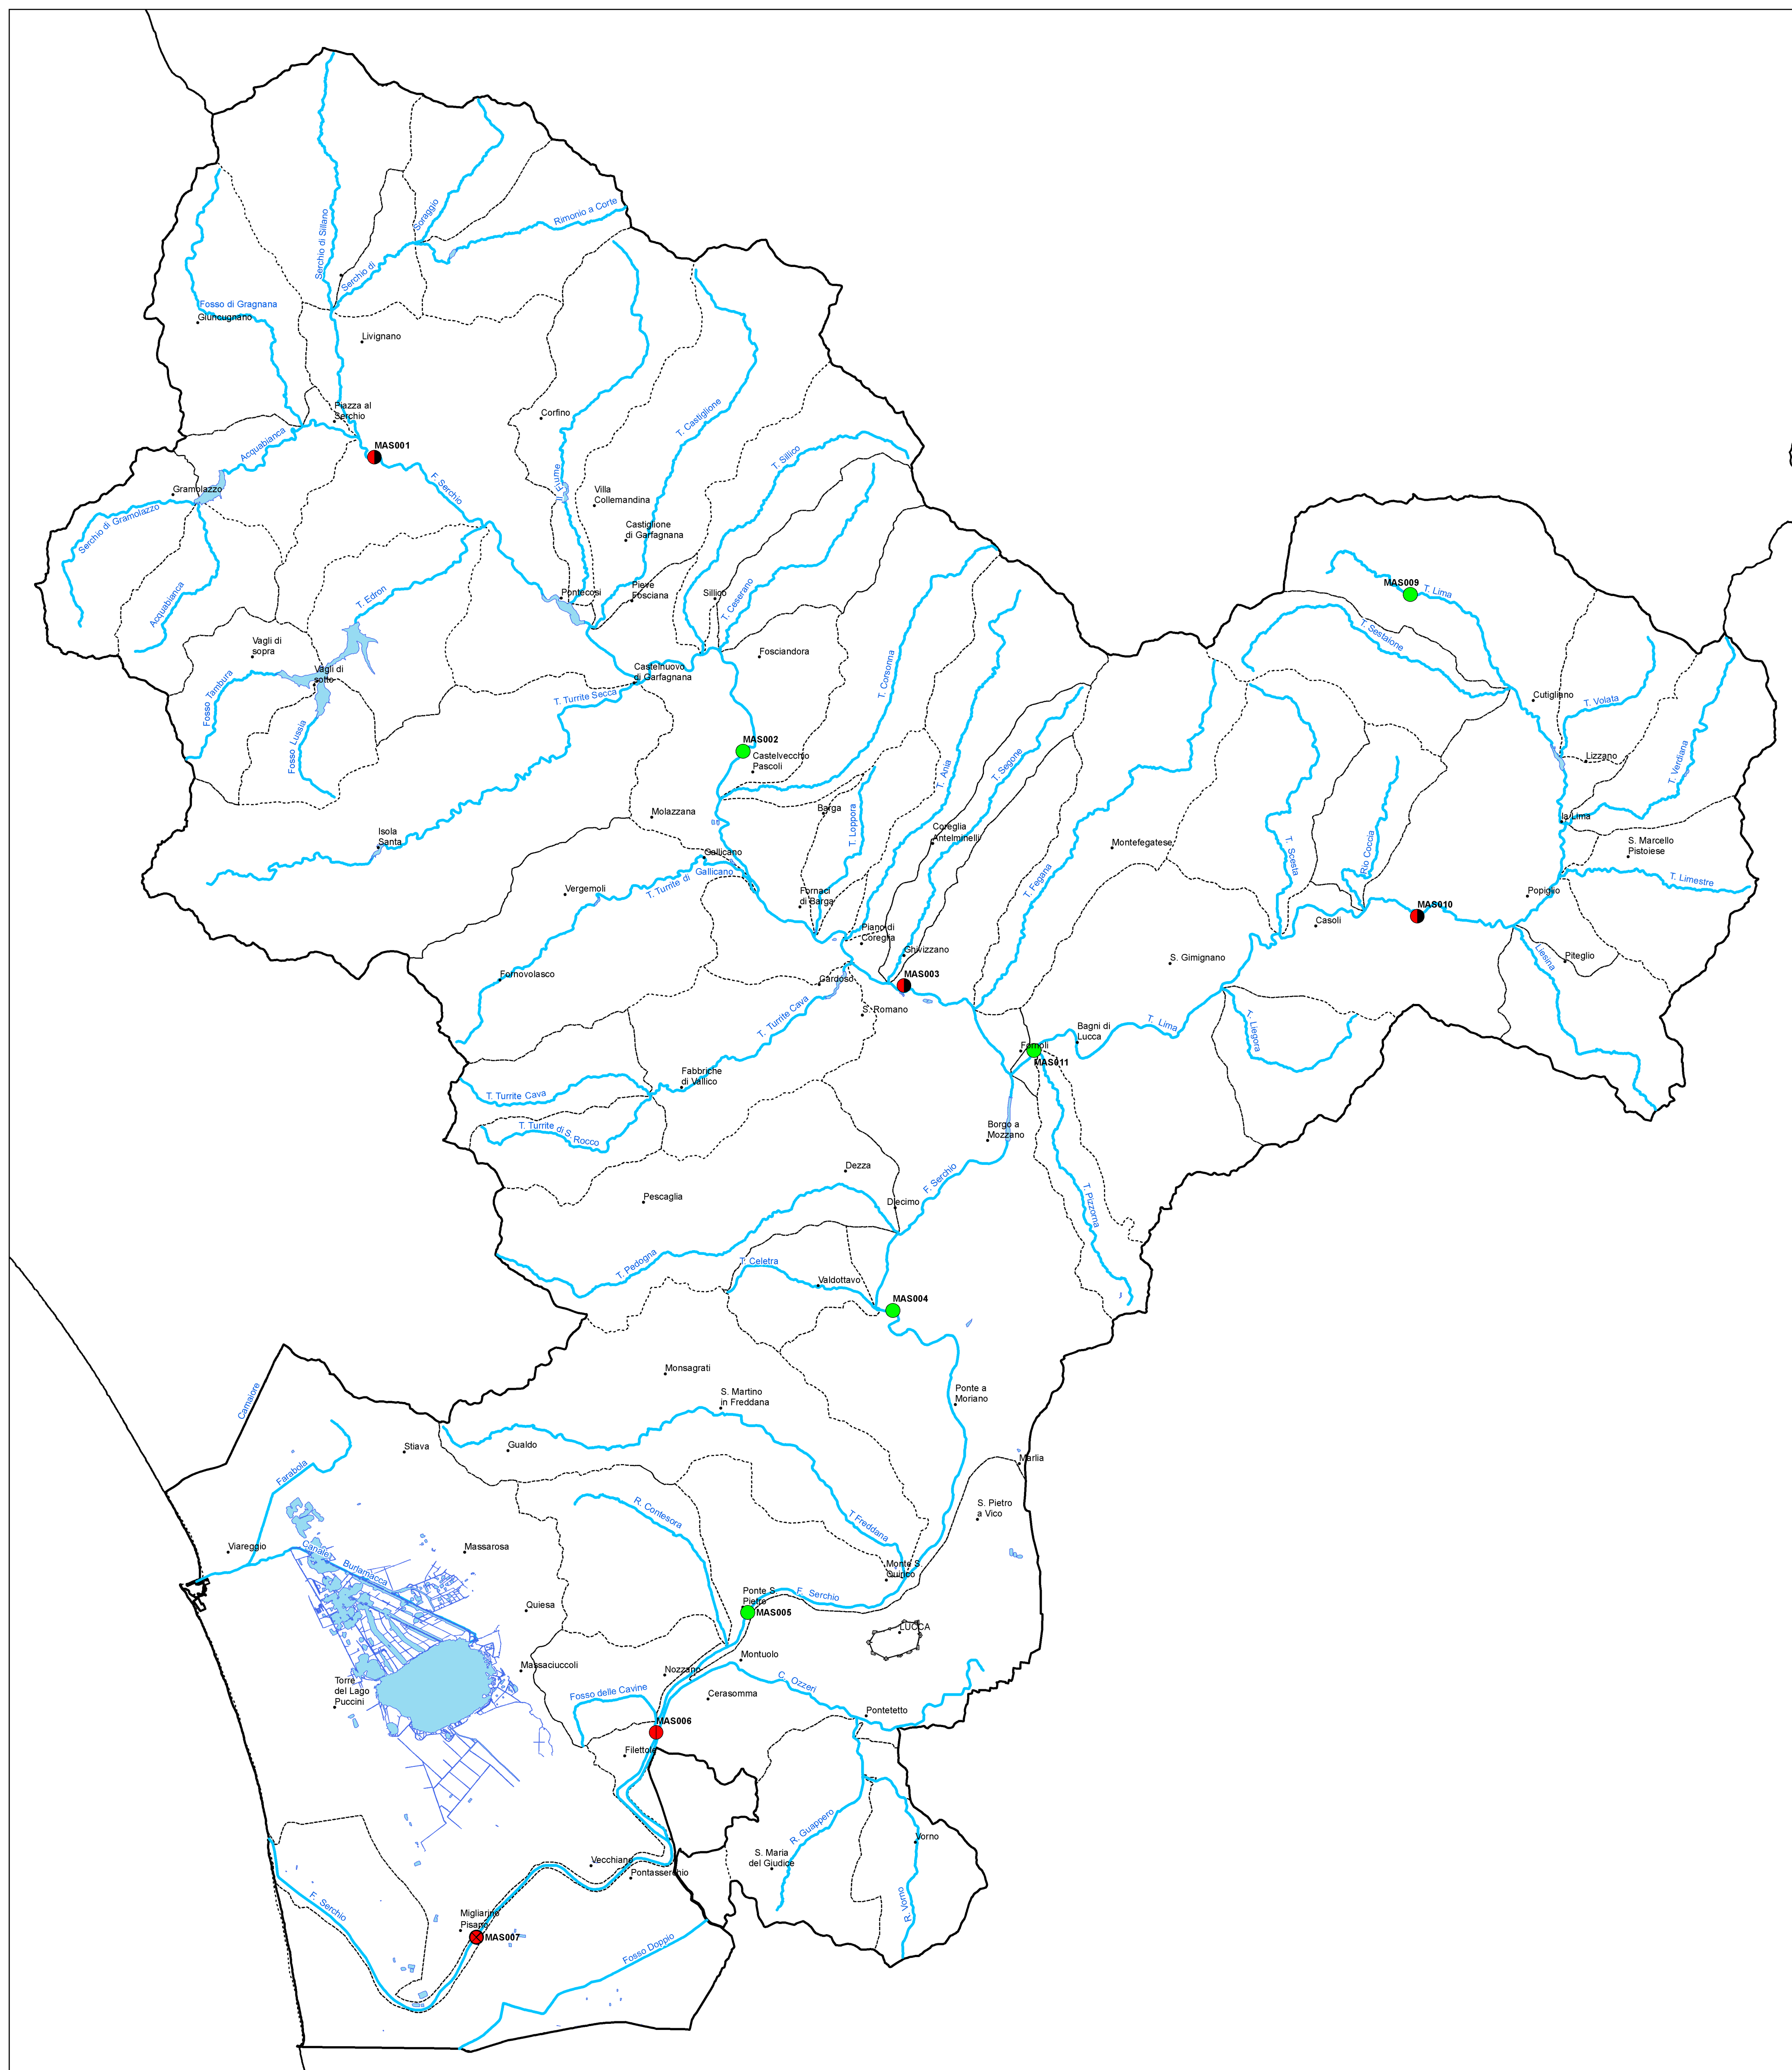 Serchio di Sillano
Soraggio
Serchio di
Rimonio a Corte
Fosso di Gragnana
Giuncugnano
Livignano
Piazza al
Serchio
Acquabianca
MAS001
F. Serchio
Corfino
T. Castiglione
T. Sillico
Il Fiume
Villa
Collemandina
Castiglione
di Garfagnana
Gramolazzo
Serchio di Gramolazzo
Acquabianca
T. Edron
Pontecosi
Pieve
Fosciana
Sillico
T. Ceserano
MAS009
T. Lima
T. Sestaione
Vagli di
sopra
Vagli di
sotto
Fosso Tambura
Fosso Lussia
Castelnuovo
di Garfagnana
T. Turrite Secca
Fosciandora
T. Corsonna
Cutigliano
T. Volata
Lizzano
T. Verdiana
MAS002
Castelvecchio
Pascoli
T. Segone
T. Ania
Molazzana
Barga
T. Loppora
Coreglia
Antelminelli
Isola
Santa
Gallicano
T. Turrite di Gallicano
Vergemoli
Montefegatese
T. Fegana
T. Scesta
Rio Coccia
la Lima
S. Marcello
Pistoiese
T. Limestre
Popiglio
MAS010
Casoli
Fornaci
di Barga
Piano di
Coreglia
Ghivizzano
MAS003
Fornovolasco
Cardoso
S. Romano
T. Turrite Cava
S. Gimignano
Liesina
Piteglio
T. Lima
T. Liegora
Bagni di
Lucca
Fornoli
MAS011
Fabbriche
di Vallico
T. Turrite Cava
T. Turrite di S. Rocco
Borgo a
Mozzano
Dezza
F. Serchio
Pescaglia
Diecimo
T. Pizzorna
T. Pedogna
T. Celetra
Valdottavo
MAS004
Monsagrati
S. Martino
in Freddana
Ponte a
Moriano
Camaiore
Stiava
Gualdo
Farabola
Marlia
R. Contesora
T Freddana
S. Pietro
a Vico
Viareggio
Canale Burlamacca
Massarosa
Monte S.
Quirico
Quiesa
Ponte S.
Pietro
F. Serchio
MAS005
LUCCA
Massaciuccoli
Nozzano
Montuolo
Torre
del Lago
Puccini
Fosso delle Cavine
Cerasomma
C. Ozzeri
Pontetetto
MAS006
Filettole
R. Guappero
Vorno
S. Maria
del Giudice
R. Vorno
Vecchiano
Pontasserchio
F. Serchio
Migliarino
Pisano
MAS007
Fosso Doppio